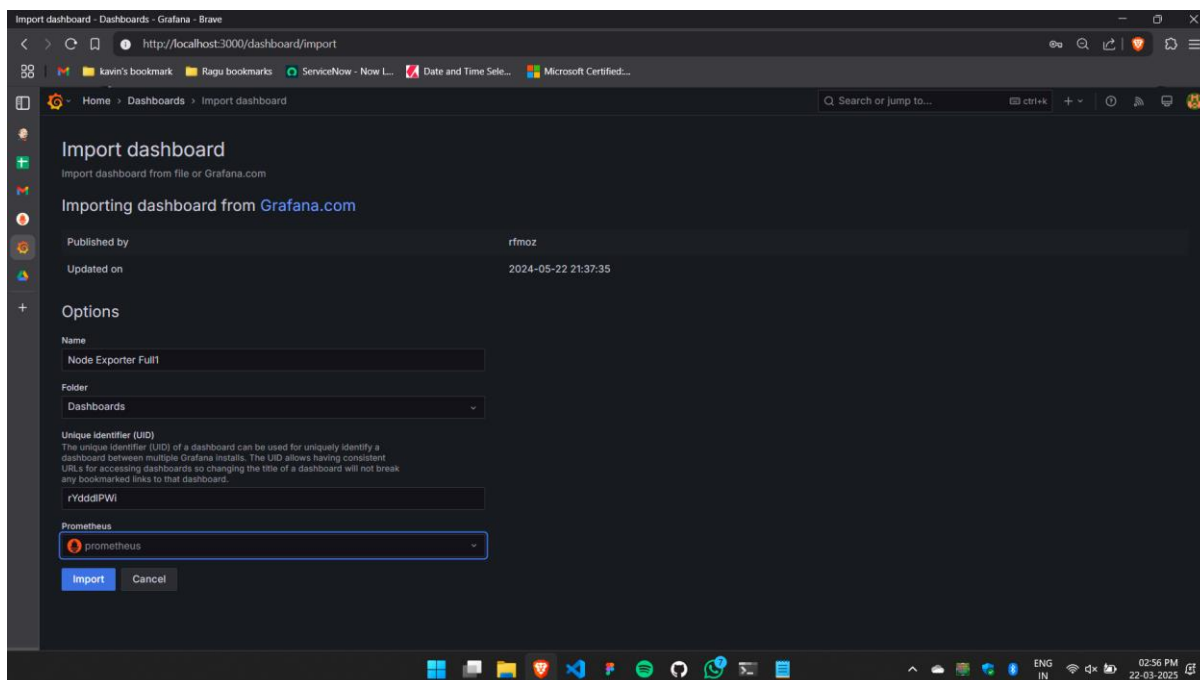 Import dashboard - Dashboards - Grafana - Brave
http://localhost:3000/dashboard/import
kavin's bookmark
Ragu bookmarks
ServiceNow - Now L...
Date and Time Sele...
Microsoft Certified:...
Home › Dashboards › Import dashboard
Search or jump to...
ctrl+k
Import dashboard
Import dashboard from file or Grafana.com
Importing dashboard from Grafana.com
Published by rfmoz
Updated on 2024-05-22 21:37:35
Options
Name
Node Exporter Full1
Folder
Dashboards
Unique identifier (UID)
The unique identifier (UID) of a dashboard can be used for uniquely identify a
dashboard between multiple Grafana installs. The UID allows having consistent
URLs for accessing dashboards so changing the title of a dashboard will not break
any bookmarked links to that dashboard.
rYdddlPWi
Prometheus
prometheus
Import
Cancel
7
ENG
IN
02:56 PM
22-03-2025